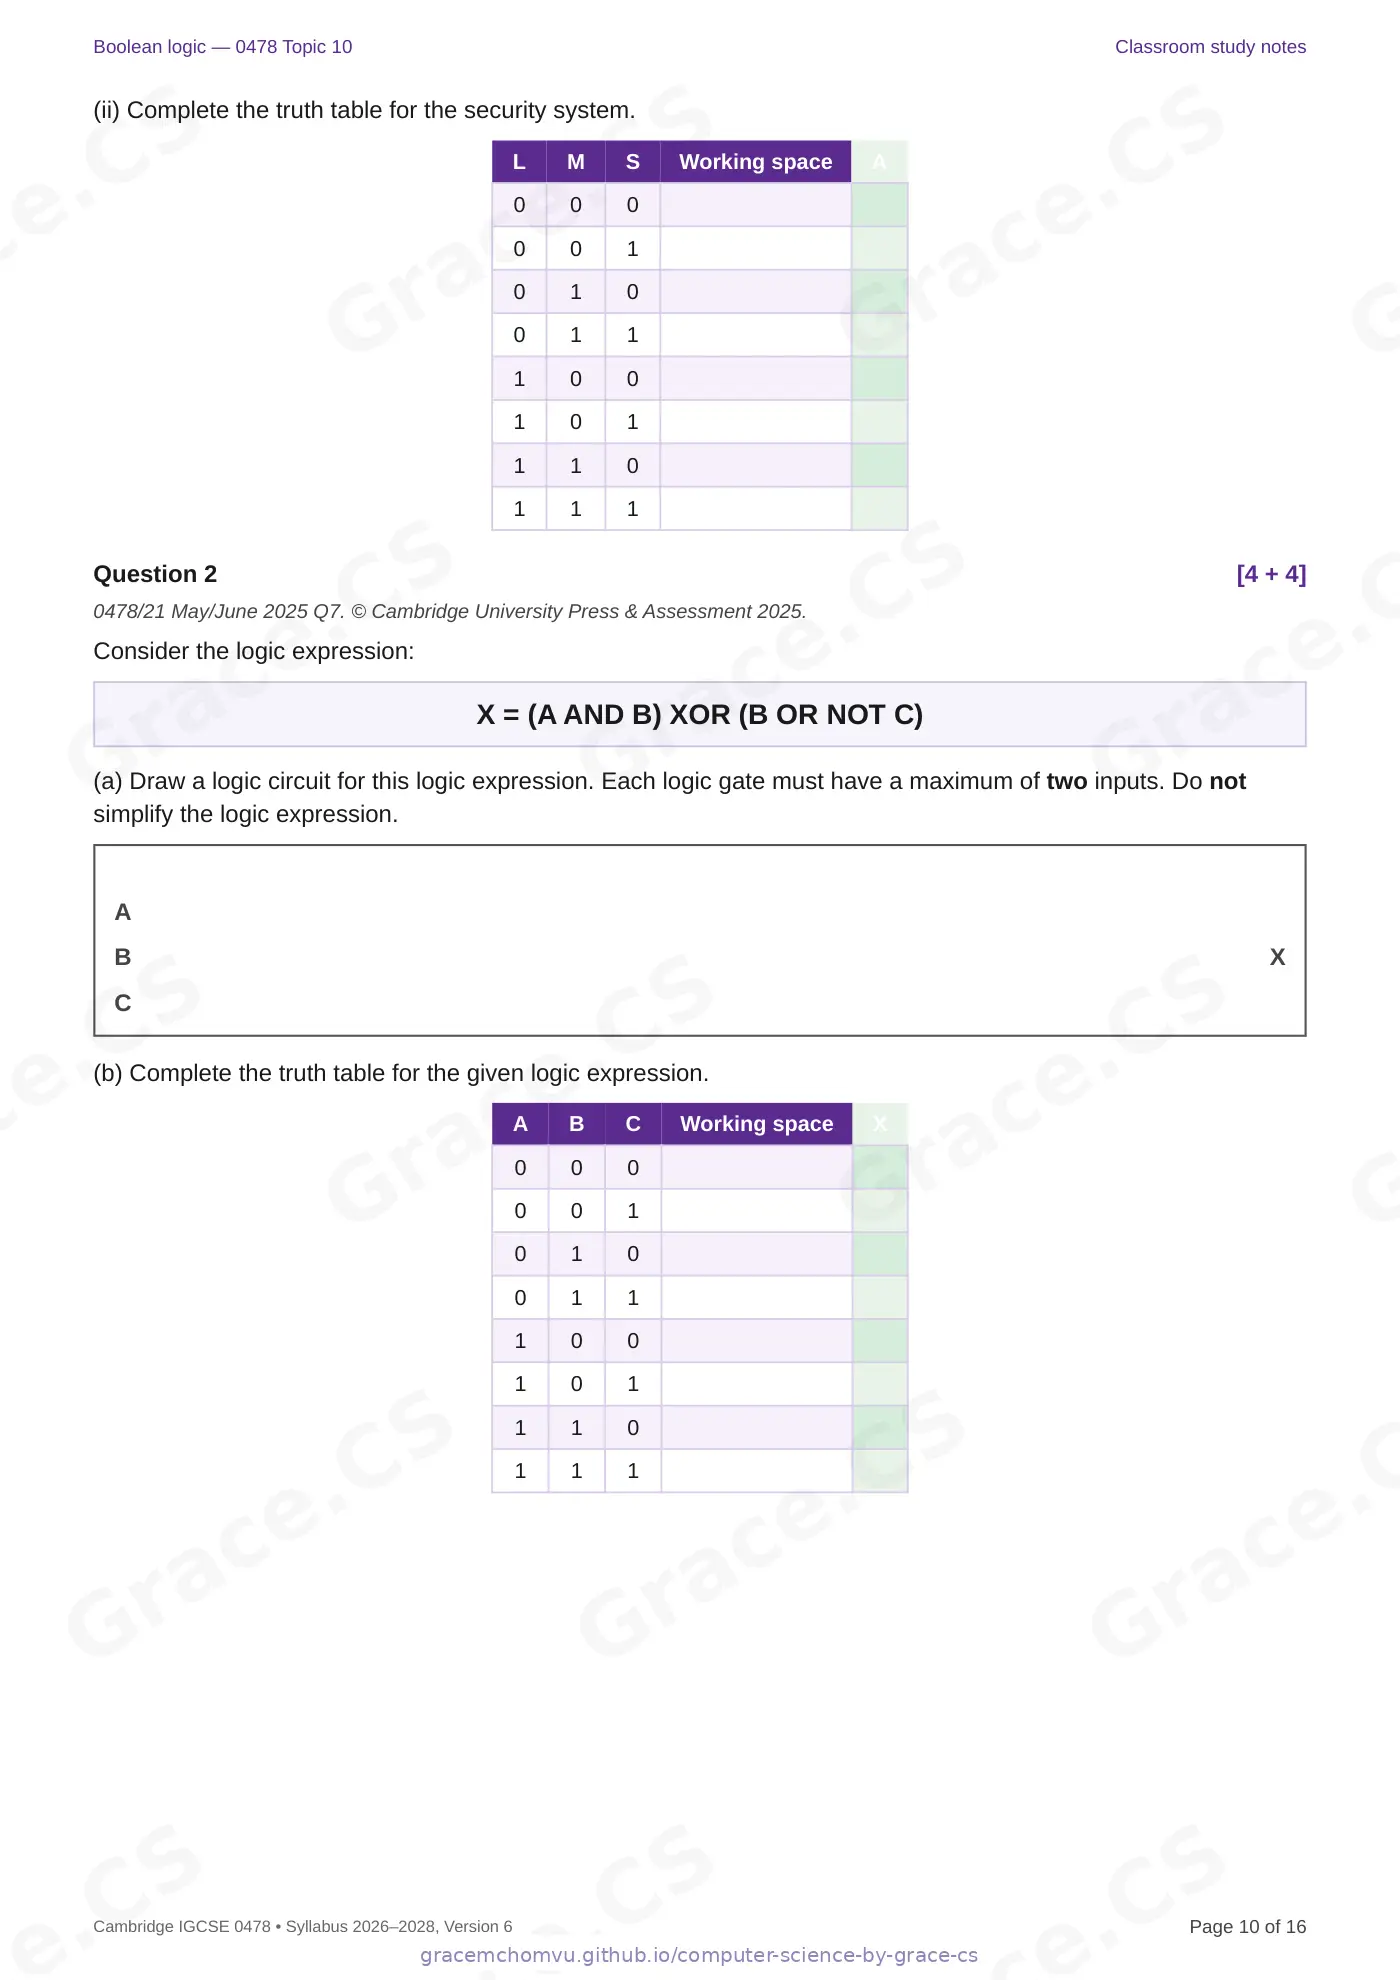 Boolean logic — 0478 Topic 10
Classroom study notes
(ii) Complete the truth table for the security system.
L M S Working space A
0 0 0
0 0 1
0 1 0
0 1 1
1 0 0
1 0 1
1 1 0
1 1 1
Question 2 [4 + 4]
0478/21 May/June 2025 Q7. © Cambridge University Press & Assessment 2025.
Consider the logic expression:
X = (A AND B) XOR (B OR NOT C)
(a) Draw a logic circuit for this logic expression. Each logic gate must have a maximum of two inputs. Do not
simplify the logic expression.
A
B X
C
(b) Complete the truth table for the given logic expression.
A B C Working space X
0 0 0
0 0 1
0 1 0
0 1 1
1 0 0
1 0 1
1 1 0
1 1 1
Cambridge IGCSE 0478 • Syllabus 2026–2028, Version 6
Page 10 of 16
gracemchomvu.github.io/computer-science-by-grace-cs
Grace.CS